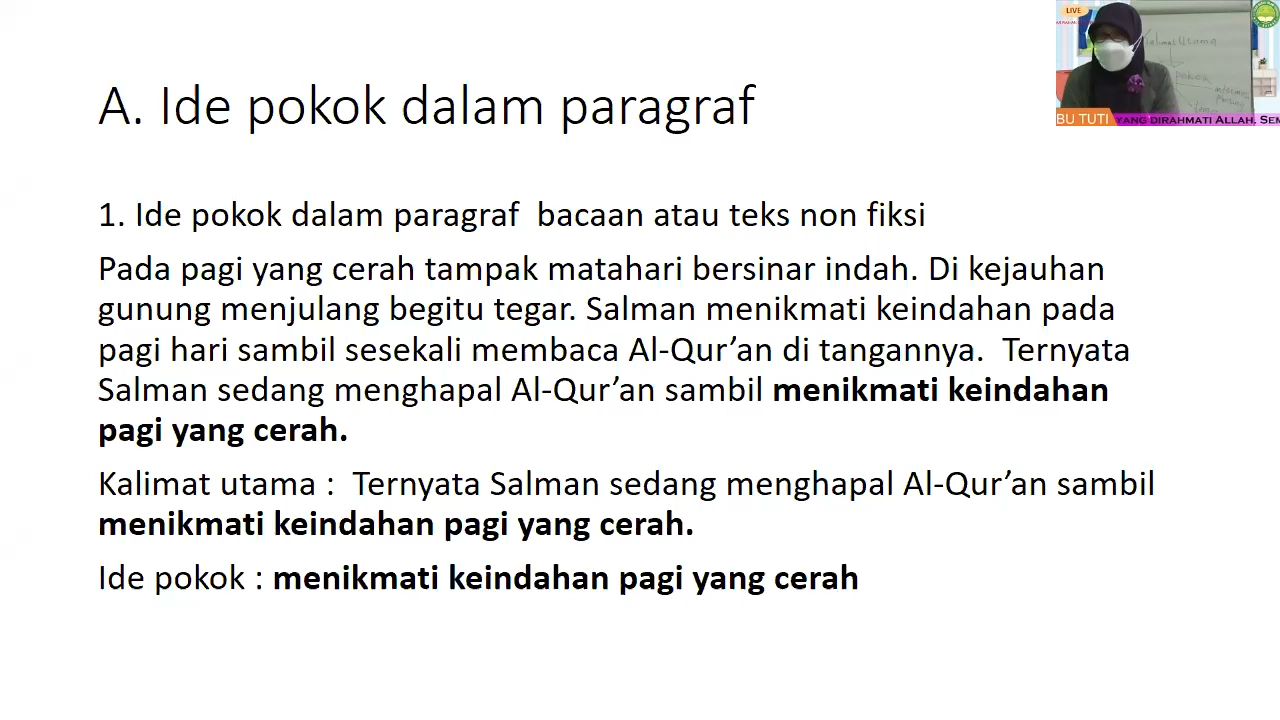 LIVE
A. Ide pokok dalam paragraf
BU TUTI YANG DIRAHMATI ALLAH. SEM
1. Ide pokok dalam paragraf  bacaan atau teks non fiksi
Pada pagi yang cerah tampak matahari bersinar indah. Di kejauhan
gunung menjulang begitu tegar. Salman menikmati keindahan pada
pagi hari sambil sesekali membaca Al-Qur’an di tangannya.  Ternyata
Salman sedang menghapal Al-Qur’an sambil menikmati keindahan
pagi yang cerah.
Kalimat utama :  Ternyata Salman sedang menghapal Al-Qur’an sambil
menikmati keindahan pagi yang cerah.
Ide pokok : menikmati keindahan pagi yang cerah